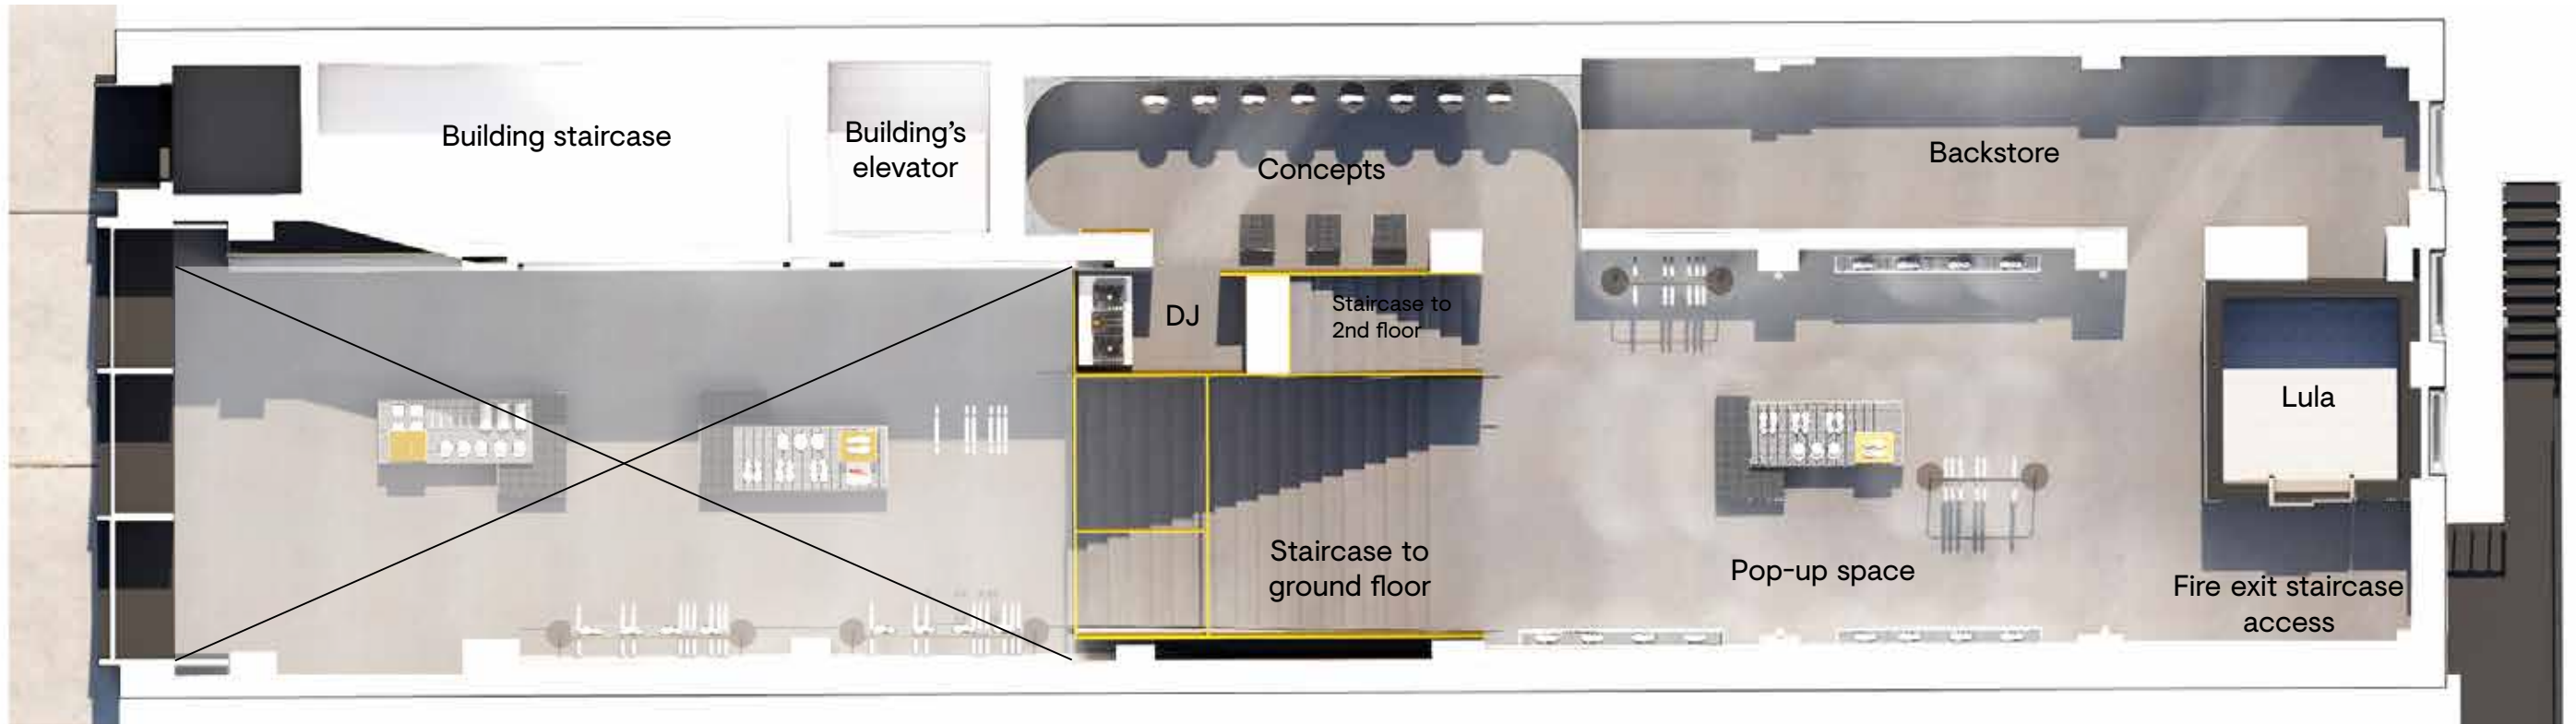 Building staircase
Building’s
elevator
Concepts
Backstore
DJ
Staircase to
2nd floor
Lula
Staircase to
ground floor
Pop-up space
Fire exit staircase
access